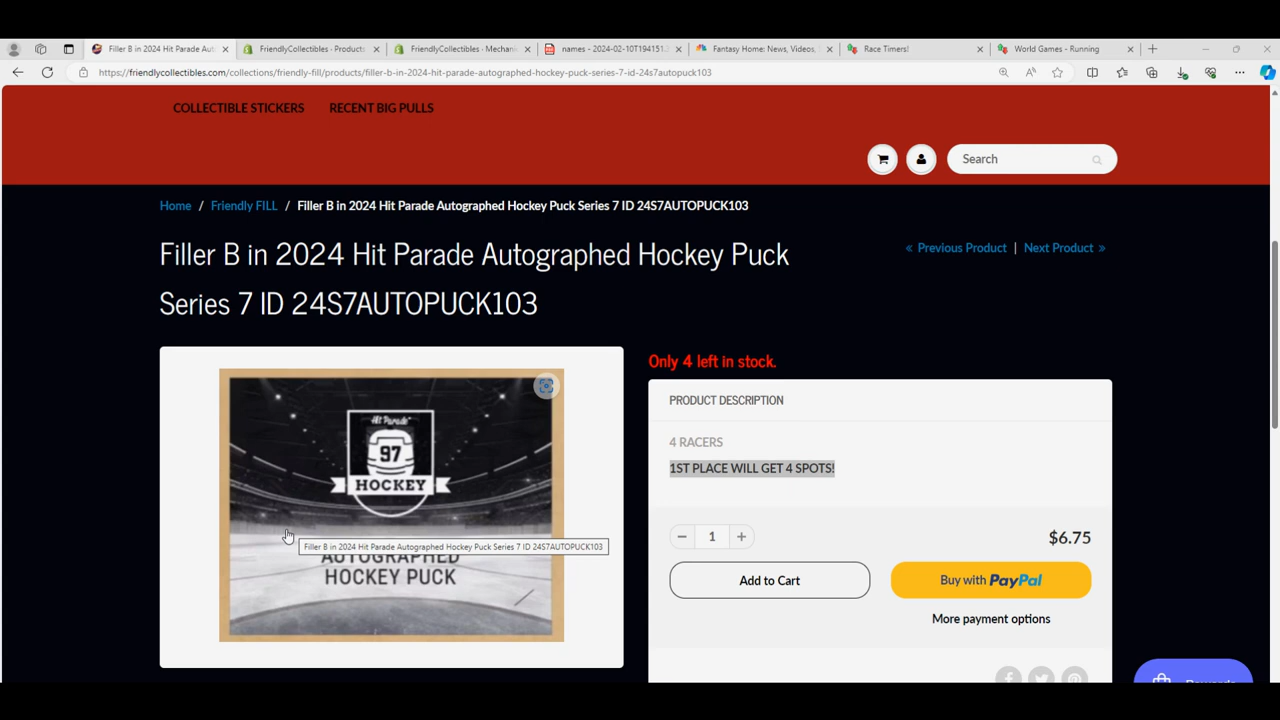 Filler B in 2024 Hit Parade Aut
FriendlyCollectibles · Products
FriendlyCollectibles · Mechani
names - 2024-02-10T194151.
Fantasy Home: News, Videos,
Race Timers!
World Games - Running
https://friendlycollectibles.com/collections/friendly-fill/products/filler-b-in-2024-hit-parade-autographed-hockey-puck-series-7-id-24s7autopuck103
COLLECTIBLE STICKERS RECENT BIG PULLS
Search
Home / Friendly FILL / Filler B in 2024 Hit Parade Autographed Hockey Puck Series 7 ID 24S7AUTOPUCK103
Filler B in 2024 Hit Parade Autographed Hockey Puck
Series 7 ID 24S7AUTOPUCK103
« Previous Product | Next Product »
Only 4 left in stock.
Hit Parade
97
HOCKEY
AUTOGRAPHED
HOCKEY PUCK
Filler B in 2024 Hit Parade Autographed Hockey Puck Series 7 ID 24S7AUTOPUCK103
PRODUCT DESCRIPTION
4 RACERS
1ST PLACE WILL GET 4 SPOTS!
− 1 +
$6.75
Add to Cart
Buy with PayPal
More payment options
Rewards